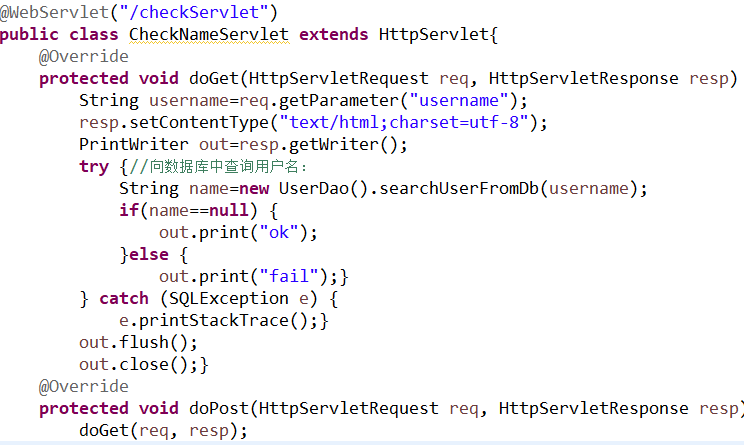 @WebServlet("/checkServlet")
public class CheckNameServlet extends HttpServlet{
@Override
protected void doGet(HttpServletRequest req, HttpServletResponse resp)
String username=req.getParameter("username");
resp.setContentType("text/html;charset=utf-8");
PrintWriter out=resp.getWriter();
try {//向数据库中查询用户名:
String name=new UserDao().searchUserFromDb(username);
if(name==null) {
out.print("ok");
}else {
out.print("fail");}
} catch (SQLException e) {
e.printStackTrace();}
out.flush();
out.close();}
@Override
protected void doPost(HttpServletRequest req, HttpServletResponse resp)
doGet(req, resp);